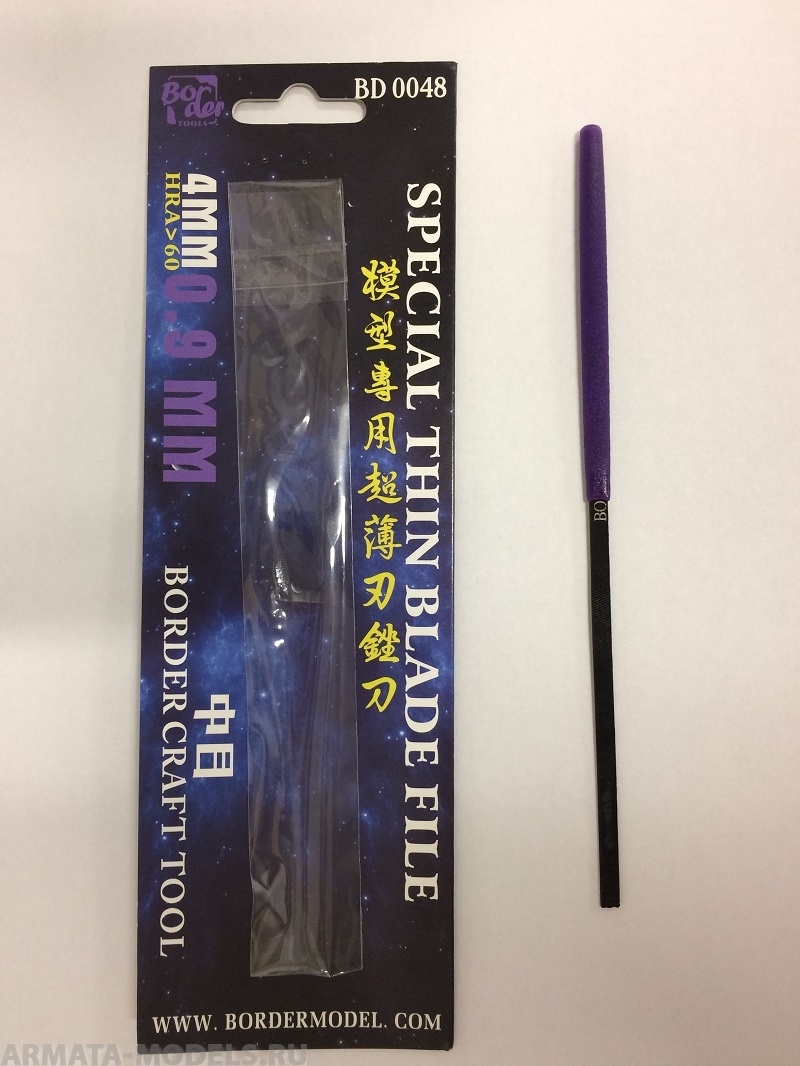 Border
TOOLS
BD 0048
4MM
HRA>60
0.9 MM
SPECIAL THIN BLADE FILE
模型專用超薄刃銼刀
中目
BORDER CRAFT TOOL
WWW. BORDERMODEL. COM
BO
ARMATA-MODELS.RU